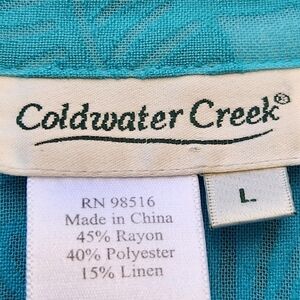 Coldwater Creek®
L
RN 98516
Made in China
45% Rayon
40% Polyester
15% Linen